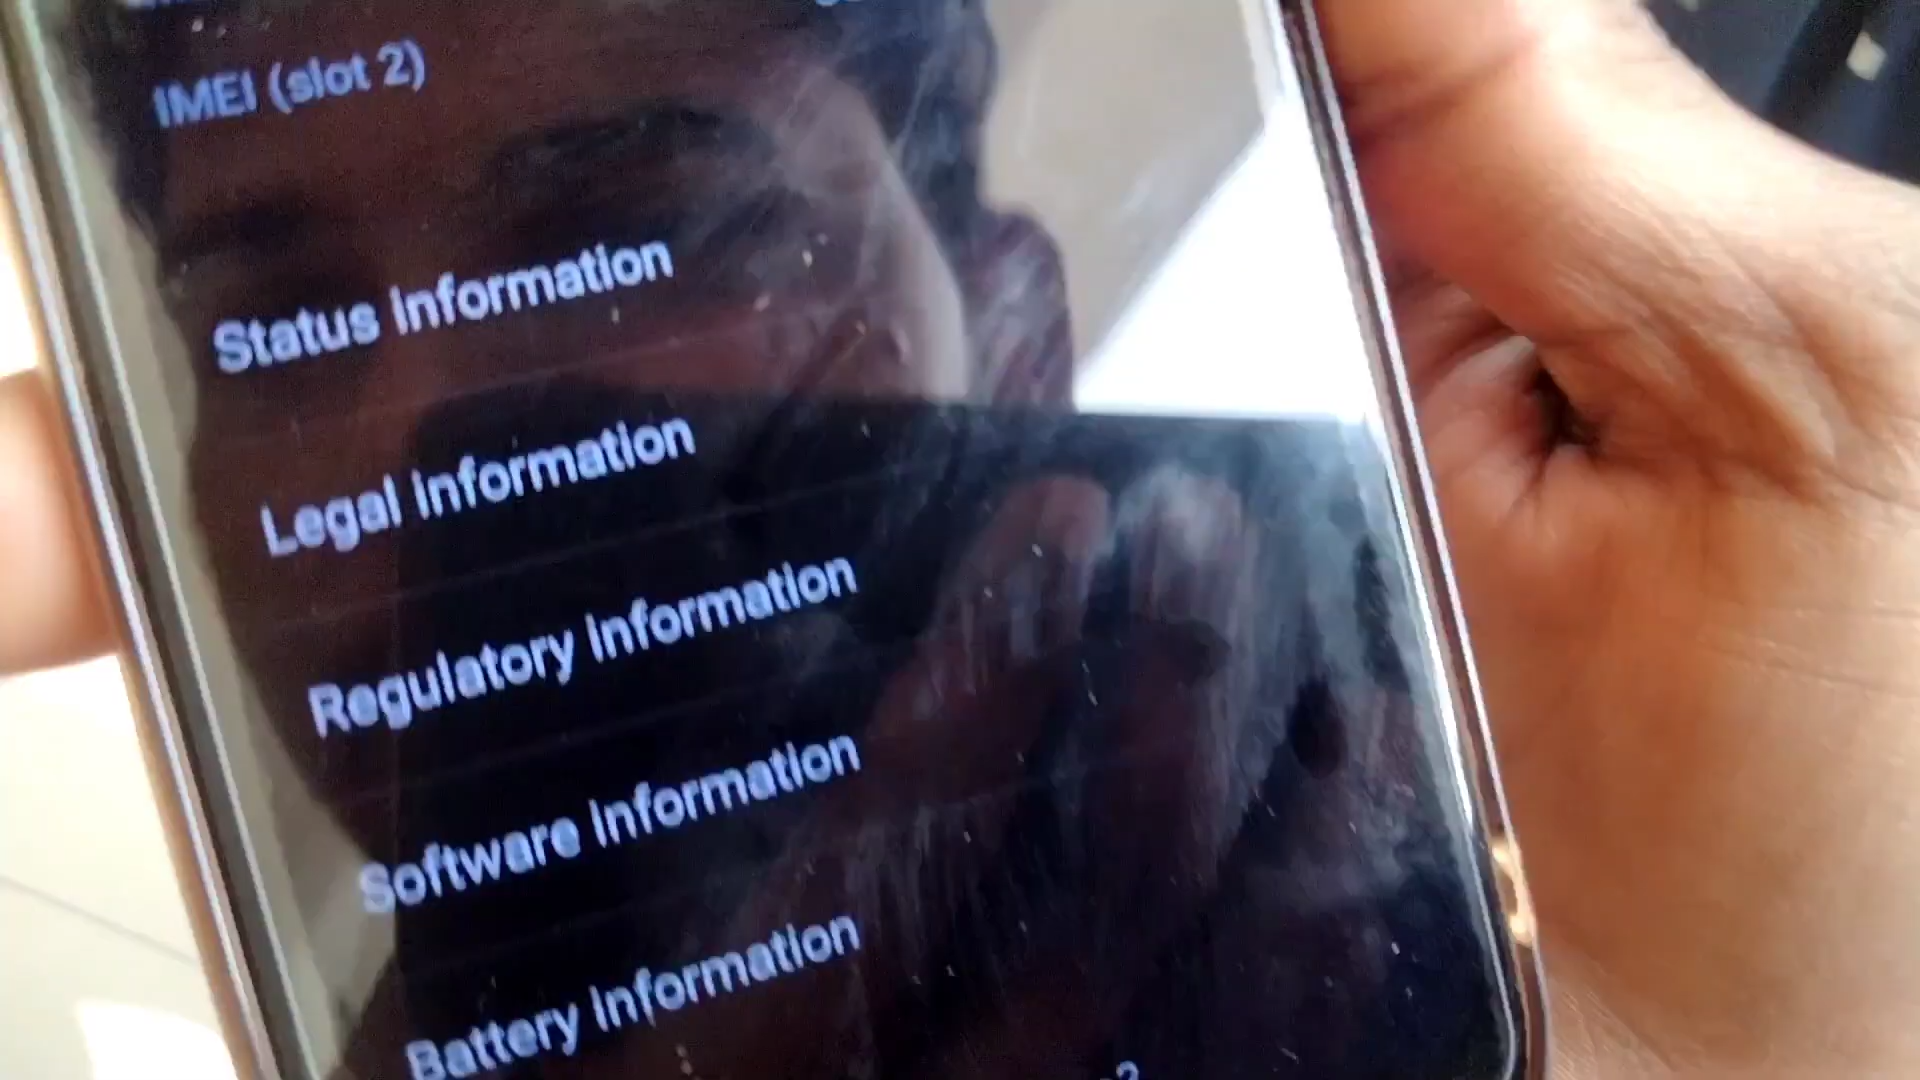 IMEI (slot 2)
Status information
Legal information
Regulatory information
Software information
Battery information